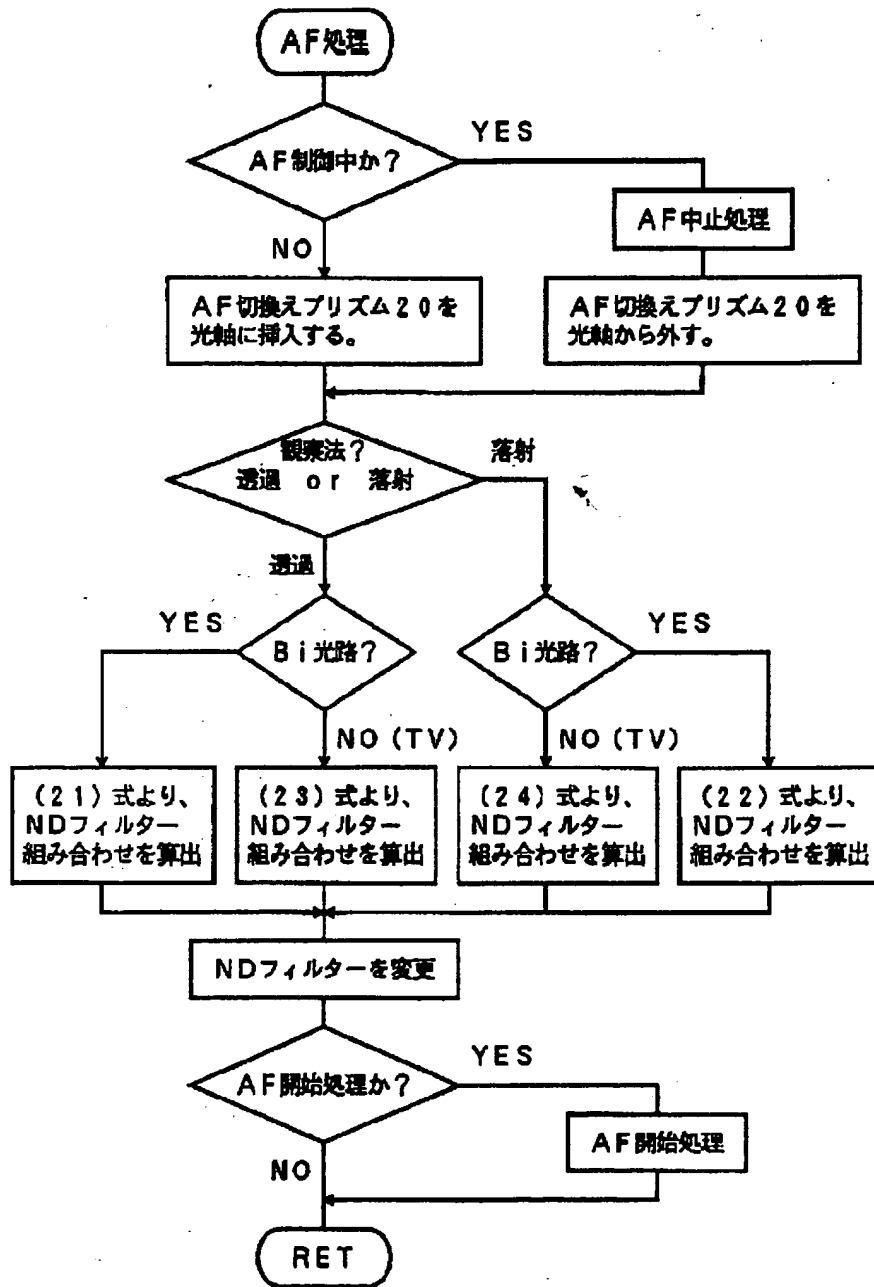 AF処理
AF制御中か?
YES
AF中止処理
NO
AF切換えプリズム20を
光軸に挿入する。
AF切換えプリズム20を
光軸から外す。
観察法?
透過 or 落射
落射
透過
YES
Bi光路?
Bi光路?
YES
NO(TV)
NO(TV)
(21)式より、
NDフィルター
組み合わせを算出
(23)式より、
NDフィルター
組み合わせを算出
(24)式より、
NDフィルター
組み合わせを算出
(22)式より、
NDフィルター
組み合わせを算出
NDフィルターを変更
AF開始処理か?
YES
AF開始処理
NO
RET